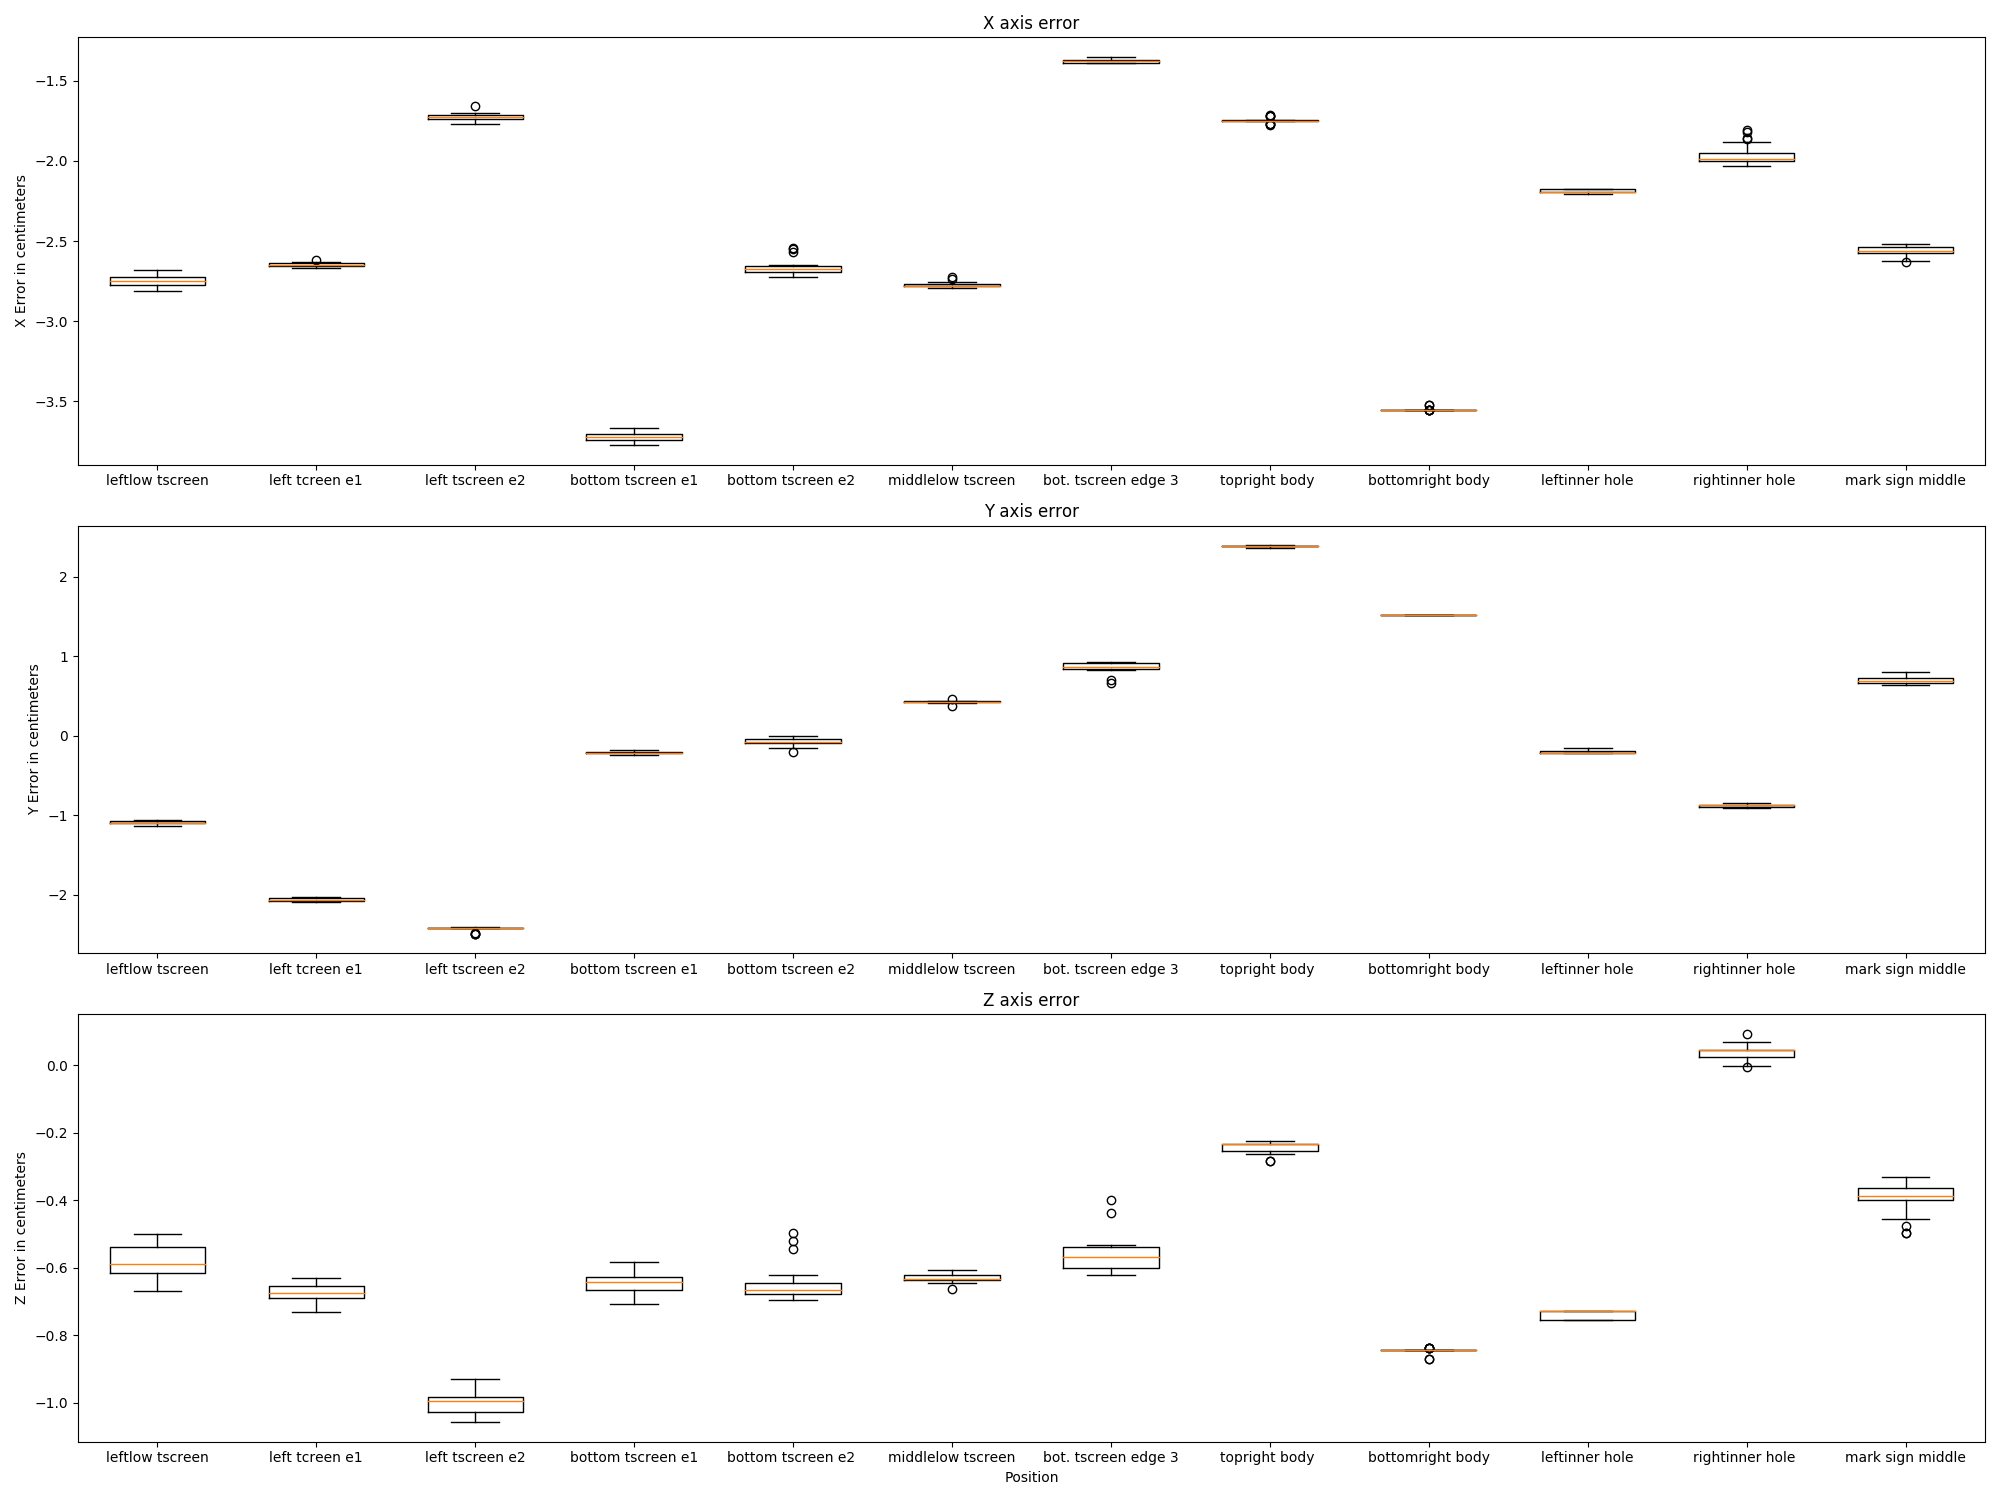 X axis error
X Error in centimeters
−1.5
−2.0
−2.5
−3.0
−3.5
leftlow tscreen left tcreen e1 left tscreen e2 bottom tscreen e1 bottom tscreen e2 middlelow tscreen bot. tscreen edge 3 topright body bottomright body leftinner hole rightinner hole mark sign middle
Y axis error
Y Error in centimeters
2
1
0
−1
−2
leftlow tscreen left tcreen e1 left tscreen e2 bottom tscreen e1 bottom tscreen e2 middlelow tscreen bot. tscreen edge 3 topright body bottomright body leftinner hole rightinner hole mark sign middle
Z axis error
Z Error in centimeters
0.0
−0.2
−0.4
−0.6
−0.8
−1.0
leftlow tscreen left tcreen e1 left tscreen e2 bottom tscreen e1 bottom tscreen e2 middlelow tscreen bot. tscreen edge 3 topright body bottomright body leftinner hole rightinner hole mark sign middle
Position